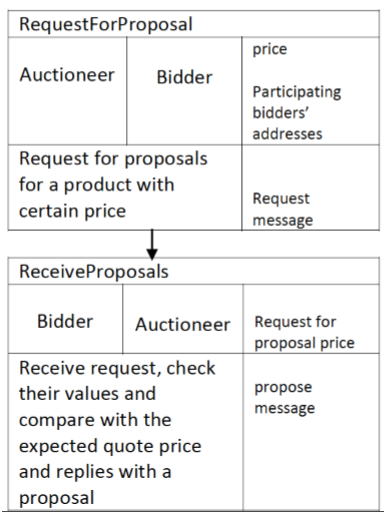 RequestForProposal
Auctioneer
Bidder
price
Participating
bidders’
addresses
Request for proposals
for a product with
certain price
Request
message
ReceiveProposals
Bidder
Auctioneer
Request for
proposal price
Receive request, check
their values and
compare with the
expected quote price
and replies with a
proposal
propose
message